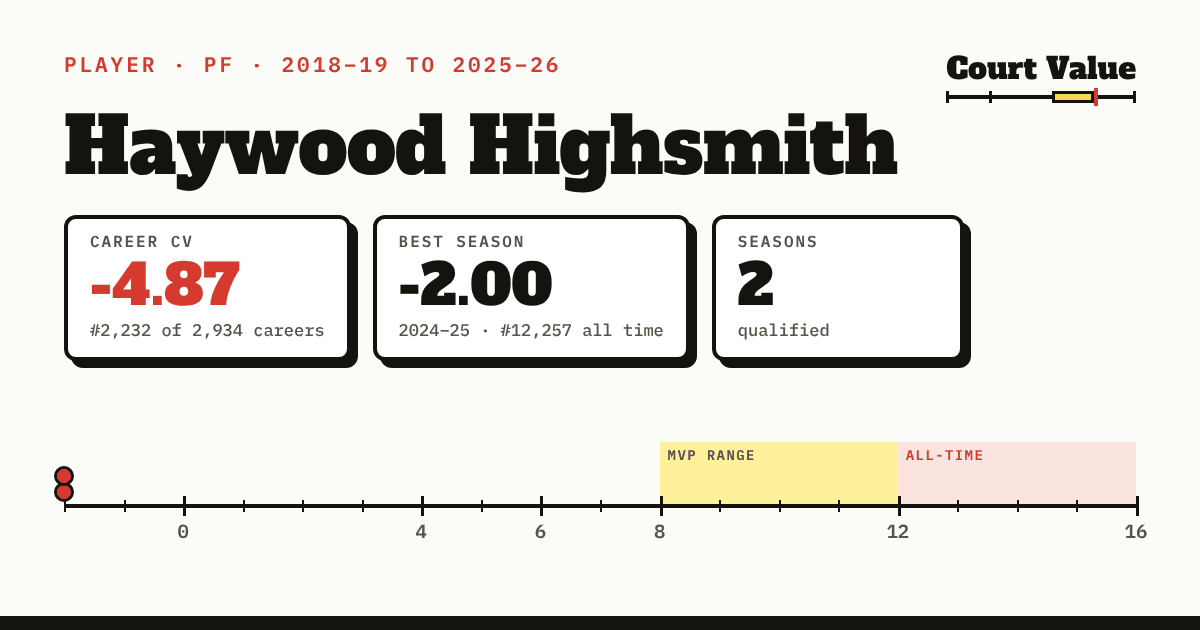 PLAYER · PF · 2018–19 TO 2025–26
Court Value
Haywood Highsmith
CAREER CV
-4.87
#2,232 of 2,934 careers
BEST SEASON
-2.00
2024–25 · #12,257 all time
SEASONS
2
qualified
MVP RANGE
ALL-TIME
0
4
6
8
12
16